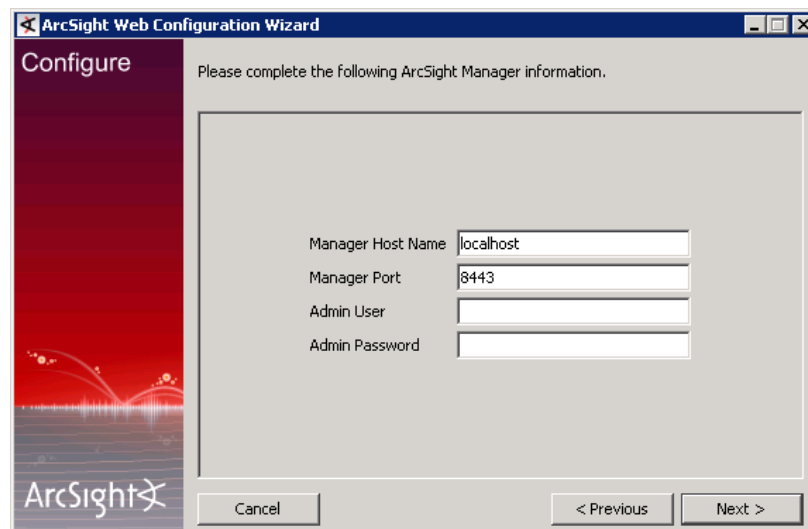 ArcSight Web Configuration Wizard
Configure
Please complete the following ArcSight Manager information.
Manager Host Name localhost
Manager Port 8443
Admin User
Admin Password
ArcSight
Cancel < Previous Next >